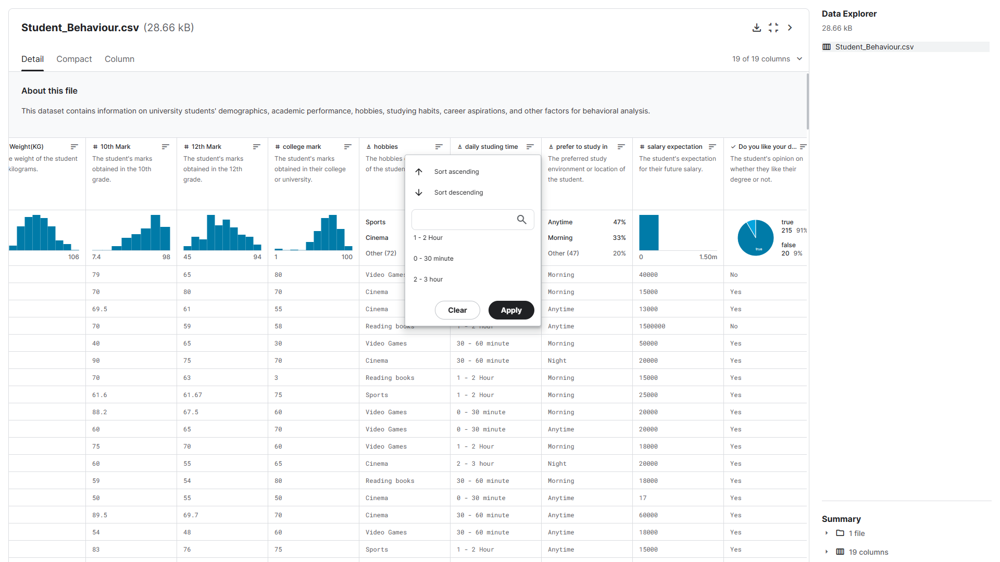 Student_Behaviour.csv (28.66 kB)
Detail Compact Column
19 of 19 columns
About this file
This dataset contains information on university students' demographics, academic performance, hobbies, studying habits, career aspirations, and other factors for behavioral analysis.
Weight(KG) # 10th Mark # 12th Mark # college mark hobbies daily studing time prefer to study in # salary expectation Do you like your d...
e weight of the student
kilograms.
The student's marks
obtained in the 10th
grade.
The student's marks
obtained in the 12th
grade.
The student's marks
obtained in their college
or university.
The hobbies
of the studen
The preferred study
environment or location of
the student.
The student's expectation
for their future salary.
The student's opinion on
whether they like their
degree or not.
106
7.4 98
45 94
1 100
Sports
Cinema
Other (72)
Anytime 47%
Morning 33%
Other (47) 20%
0 1.50m
true
true
215 91%
false
20 9%
Sort ascending
Sort descending
1 - 2 Hour
0 - 30 minute
2 - 3 hour
Clear Apply
79 65 80 Video Games Morning 40000 No
70 80 70 Cinema Morning 15000 Yes
69.5 61 55 Cinema Anytime 13000 Yes
70 59 58 Reading books 1 - 2 Hour Anytime 1500000 No
40 65 30 Video Games 30 - 60 minute Morning 50000 Yes
90 75 70 Cinema 30 - 60 minute Night 20000 Yes
70 63 3 Reading books 1 - 2 Hour Morning 15000 Yes
61.6 61.67 75 Sports 1 - 2 Hour Morning 25000 Yes
88.2 67.5 60 Video Games 0 - 30 minute Morning 20000 Yes
60 65 70 Video Games 0 - 30 minute Anytime 20000 Yes
75 70 60 Video Games 1 - 2 Hour Morning 18000 Yes
60 55 65 Cinema 2 - 3 hour Night 20000 Yes
59 54 80 Reading books 30 - 60 minute Morning 18000 Yes
50 55 50 Cinema 0 - 30 minute Anytime 17 Yes
89.5 69.7 70 Cinema 30 - 60 minute Anytime 60000 Yes
54 48 60 Video Games 30 - 60 minute Anytime 18000 Yes
83 76 75 Sports 1 - 2 Hour Anytime 15000 Yes
Data Explorer
28.66 kB
Student_Behaviour.csv
Summary
1 file
19 columns